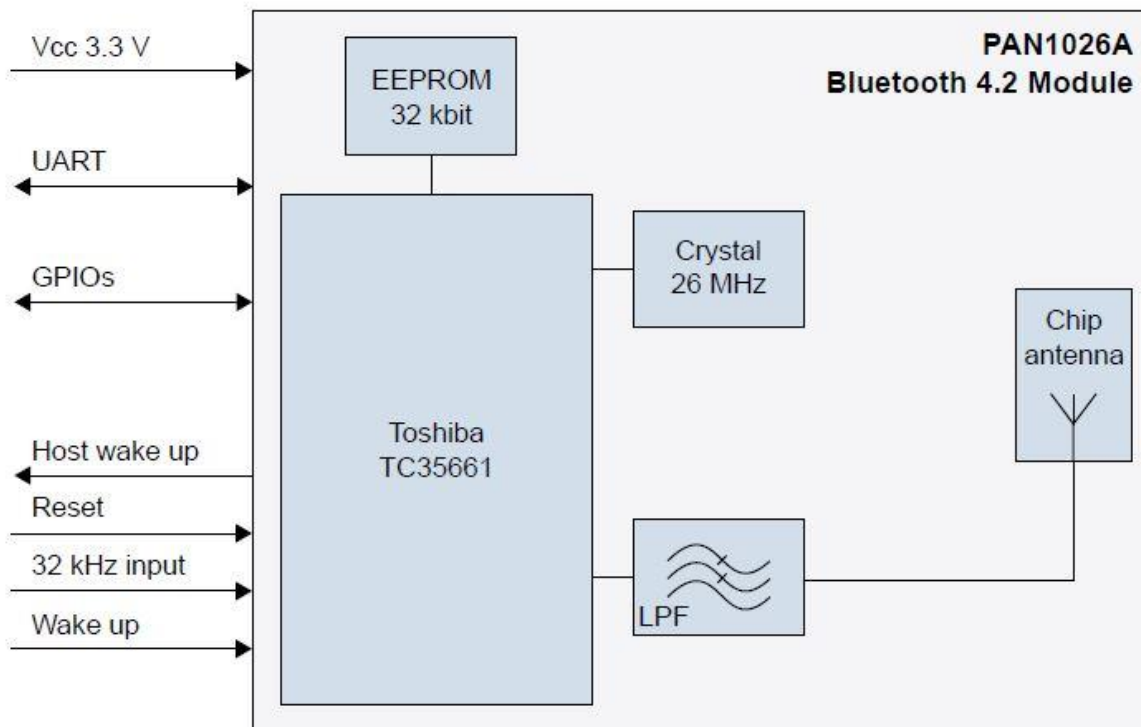 Vcc 3.3 V
UART
GPIOs
Host wake up
Reset
32 kHz input
Wake up
PAN1026A
Bluetooth 4.2 Module
EEPROM
32 kbit
Toshiba
TC35661
Crystal
26 MHz
LPF
Chip
antenna